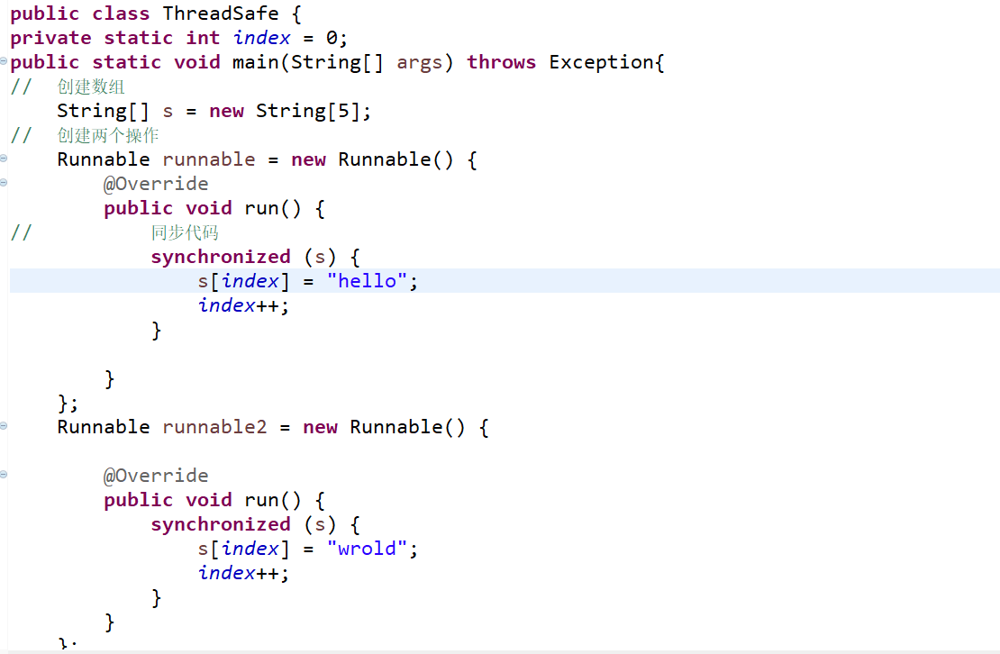 public class ThreadSafe {
private static int index = 0;
public static void main(String[] args) throws Exception{
//  创建数组
    String[] s = new String[5];
//  创建两个操作
    Runnable runnable = new Runnable() {
        @Override
        public void run() {
//          同步代码
            synchronized (s) {
                s[index] = "hello";
                index++;
            }
        }
    };
    Runnable runnable2 = new Runnable() {
        @Override
        public void run() {
            synchronized (s) {
                s[index] = "wrold";
                index++;
            }
        }
    };